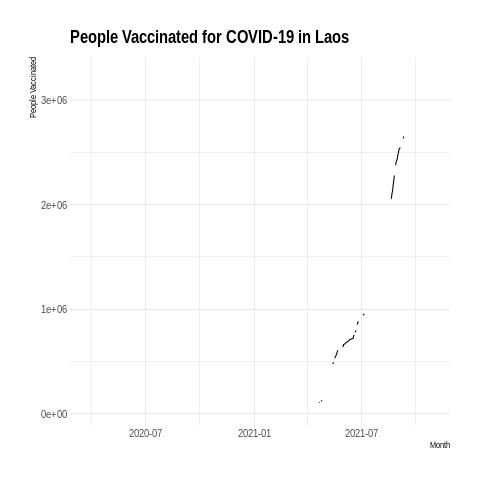 People Vaccinated for COVID-19 in Laos
People Vaccinated
3e+06
2e+06
1e+06
0e+00
2020-07 2021-01 2021-07
Month